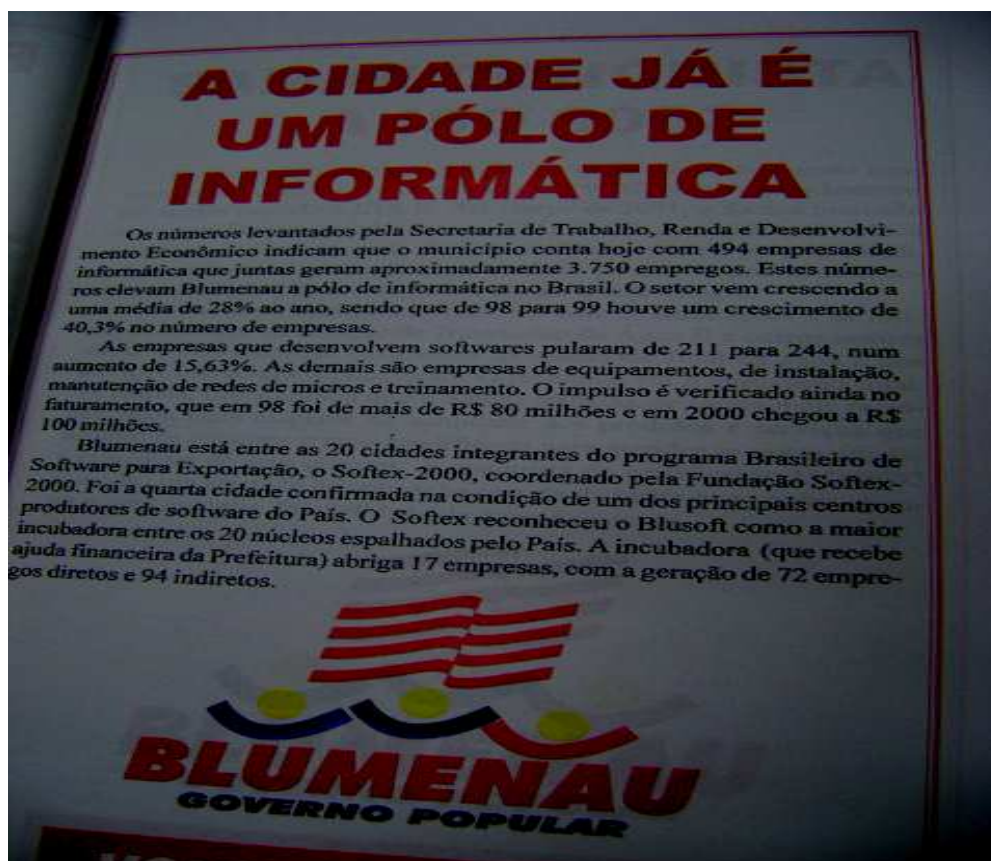 A CIDADE JÁ É
UM PÓLO DE
INFORMÁTICA
Os números levantados pela Secretaria de Trabalho, Renda e Desenvolvi-
mento Econômico indicam que o município conta hoje com 494 empresas de
informática que juntas geram aproximadamente 3.750 empregos. Estes núme-
ros elevam Blumenau a pólo de informática no Brasil. O setor vem crescendo a
uma média de 28% ao ano, sendo que de 98 para 99 houve um crescimento de
40,3% no número de empresas.
As empresas que desenvolvem softwares pularam de 211 para 244, num
aumento de 15,63%. As demais são empresas de equipamentos, de instalação,
manutenção de redes de micros e treinamento. O impulso é verificado ainda no
faturamento, que em 98 foi de mais de R$ 80 milhões e em 2000 chegou a R$
100 milhões.
Blumenau está entre as 20 cidades integrantes do programa Brasileiro de
Software para Exportação, o Softex-2000, coordenado pela Fundação Softex-
2000. Foi a quarta cidade confirmada na condição de um dos principais centros
produtores de software do País. O Softex reconheceu o Blusoft como a maior
incubadora entre os 20 núcleos espalhados pelo País. A incubadora (que recebe
ajuda financeira da Prefeitura) abriga 17 empresas, com a geração de 72 empre-
gos diretos e 94 indiretos.
BLUMENAU
GOVERNO POPULAR